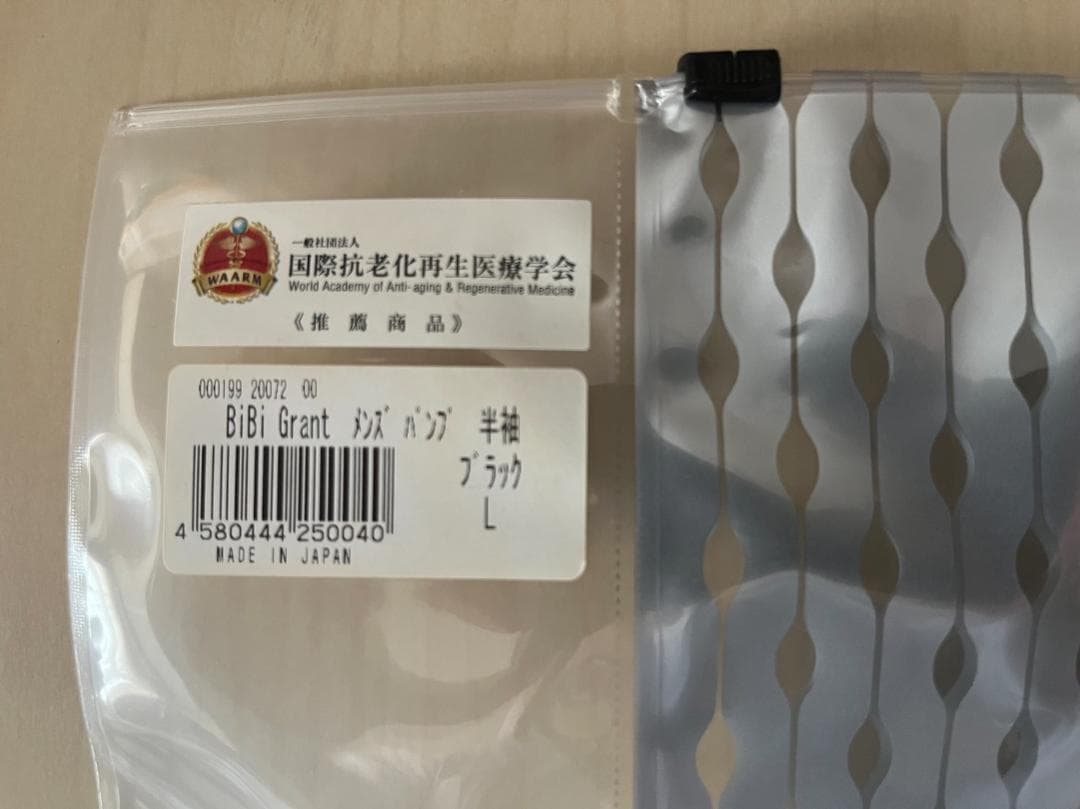 WAARM
一般社団法人
国際抗老化再生医療学会
World Academy of Anti-aging & Regenerative Medicine
《推薦商品》
000199 20072 00
BiBi Grant ﾒﾝｽﾞ ﾊﾟﾝﾌﾟ 半袖
ﾌﾞﾗｯｸ
L
4 580444 250040
MADE IN JAPAN